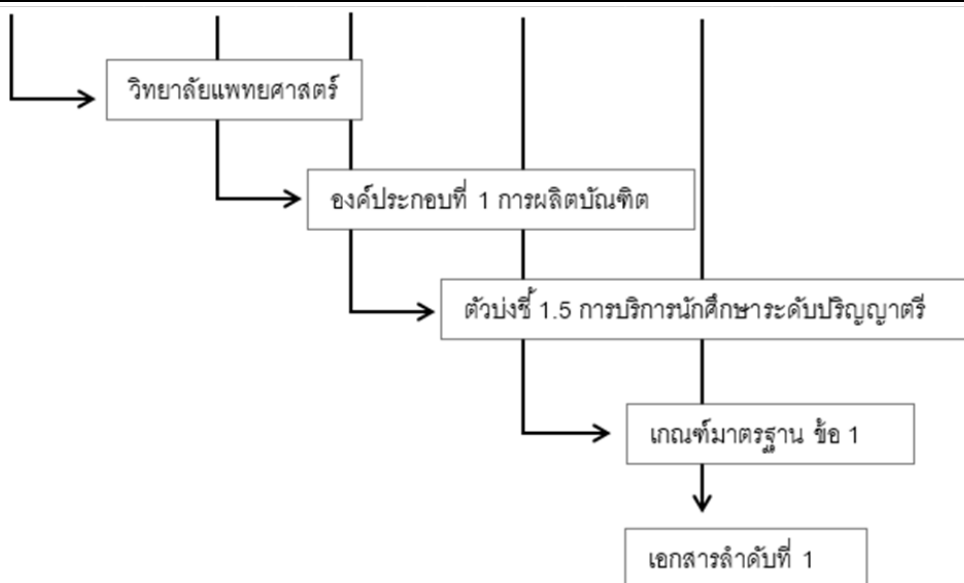 วิทยาลัยแพทยศาสตร์
องค์ประกอบที่ 1 การผลิตบัณฑิต
ตัวบ่งชี้ 1.5 การบริการนักศึกษาระดับปริญญาตรี
เกณฑ์มาตรฐาน ข้อ 1
เอกสารลำดับที่ 1